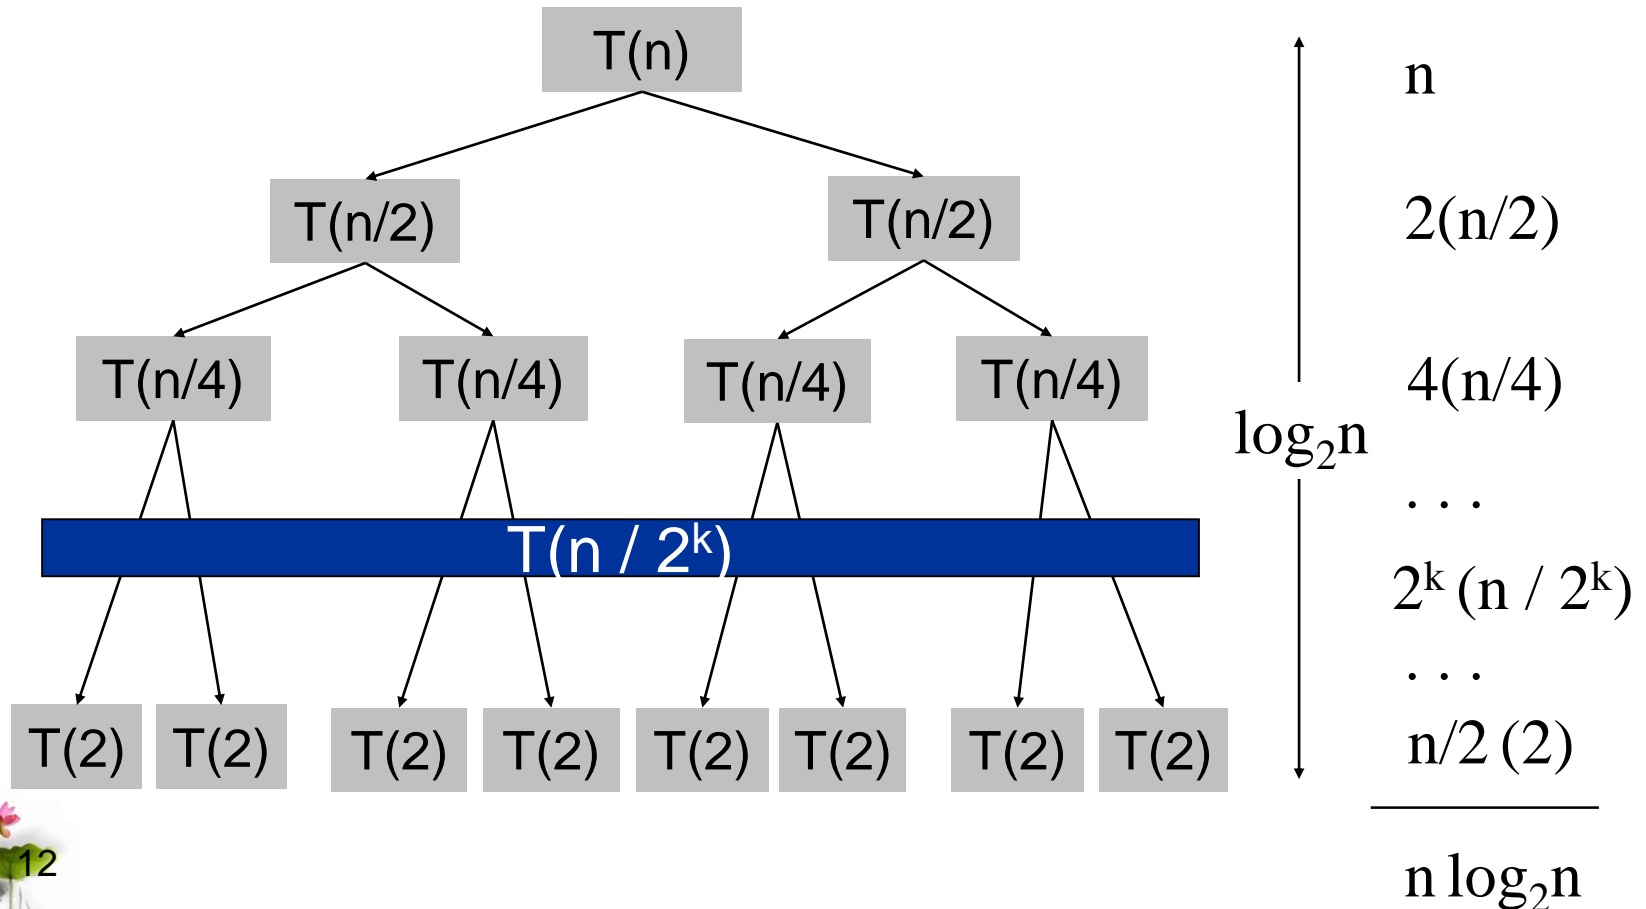 T(n)
n
T(n/2) T(n/2)
2(n/2)
T(n/4) T(n/4) T(n/4) T(n/4)
4(n/4)
log₂n
. . .
T(n / 2ᵏ)
2ᵏ (n / 2ᵏ)
. . .
T(2) T(2) T(2) T(2) T(2) T(2) T(2) T(2)
n/2 (2)
12
n log₂n